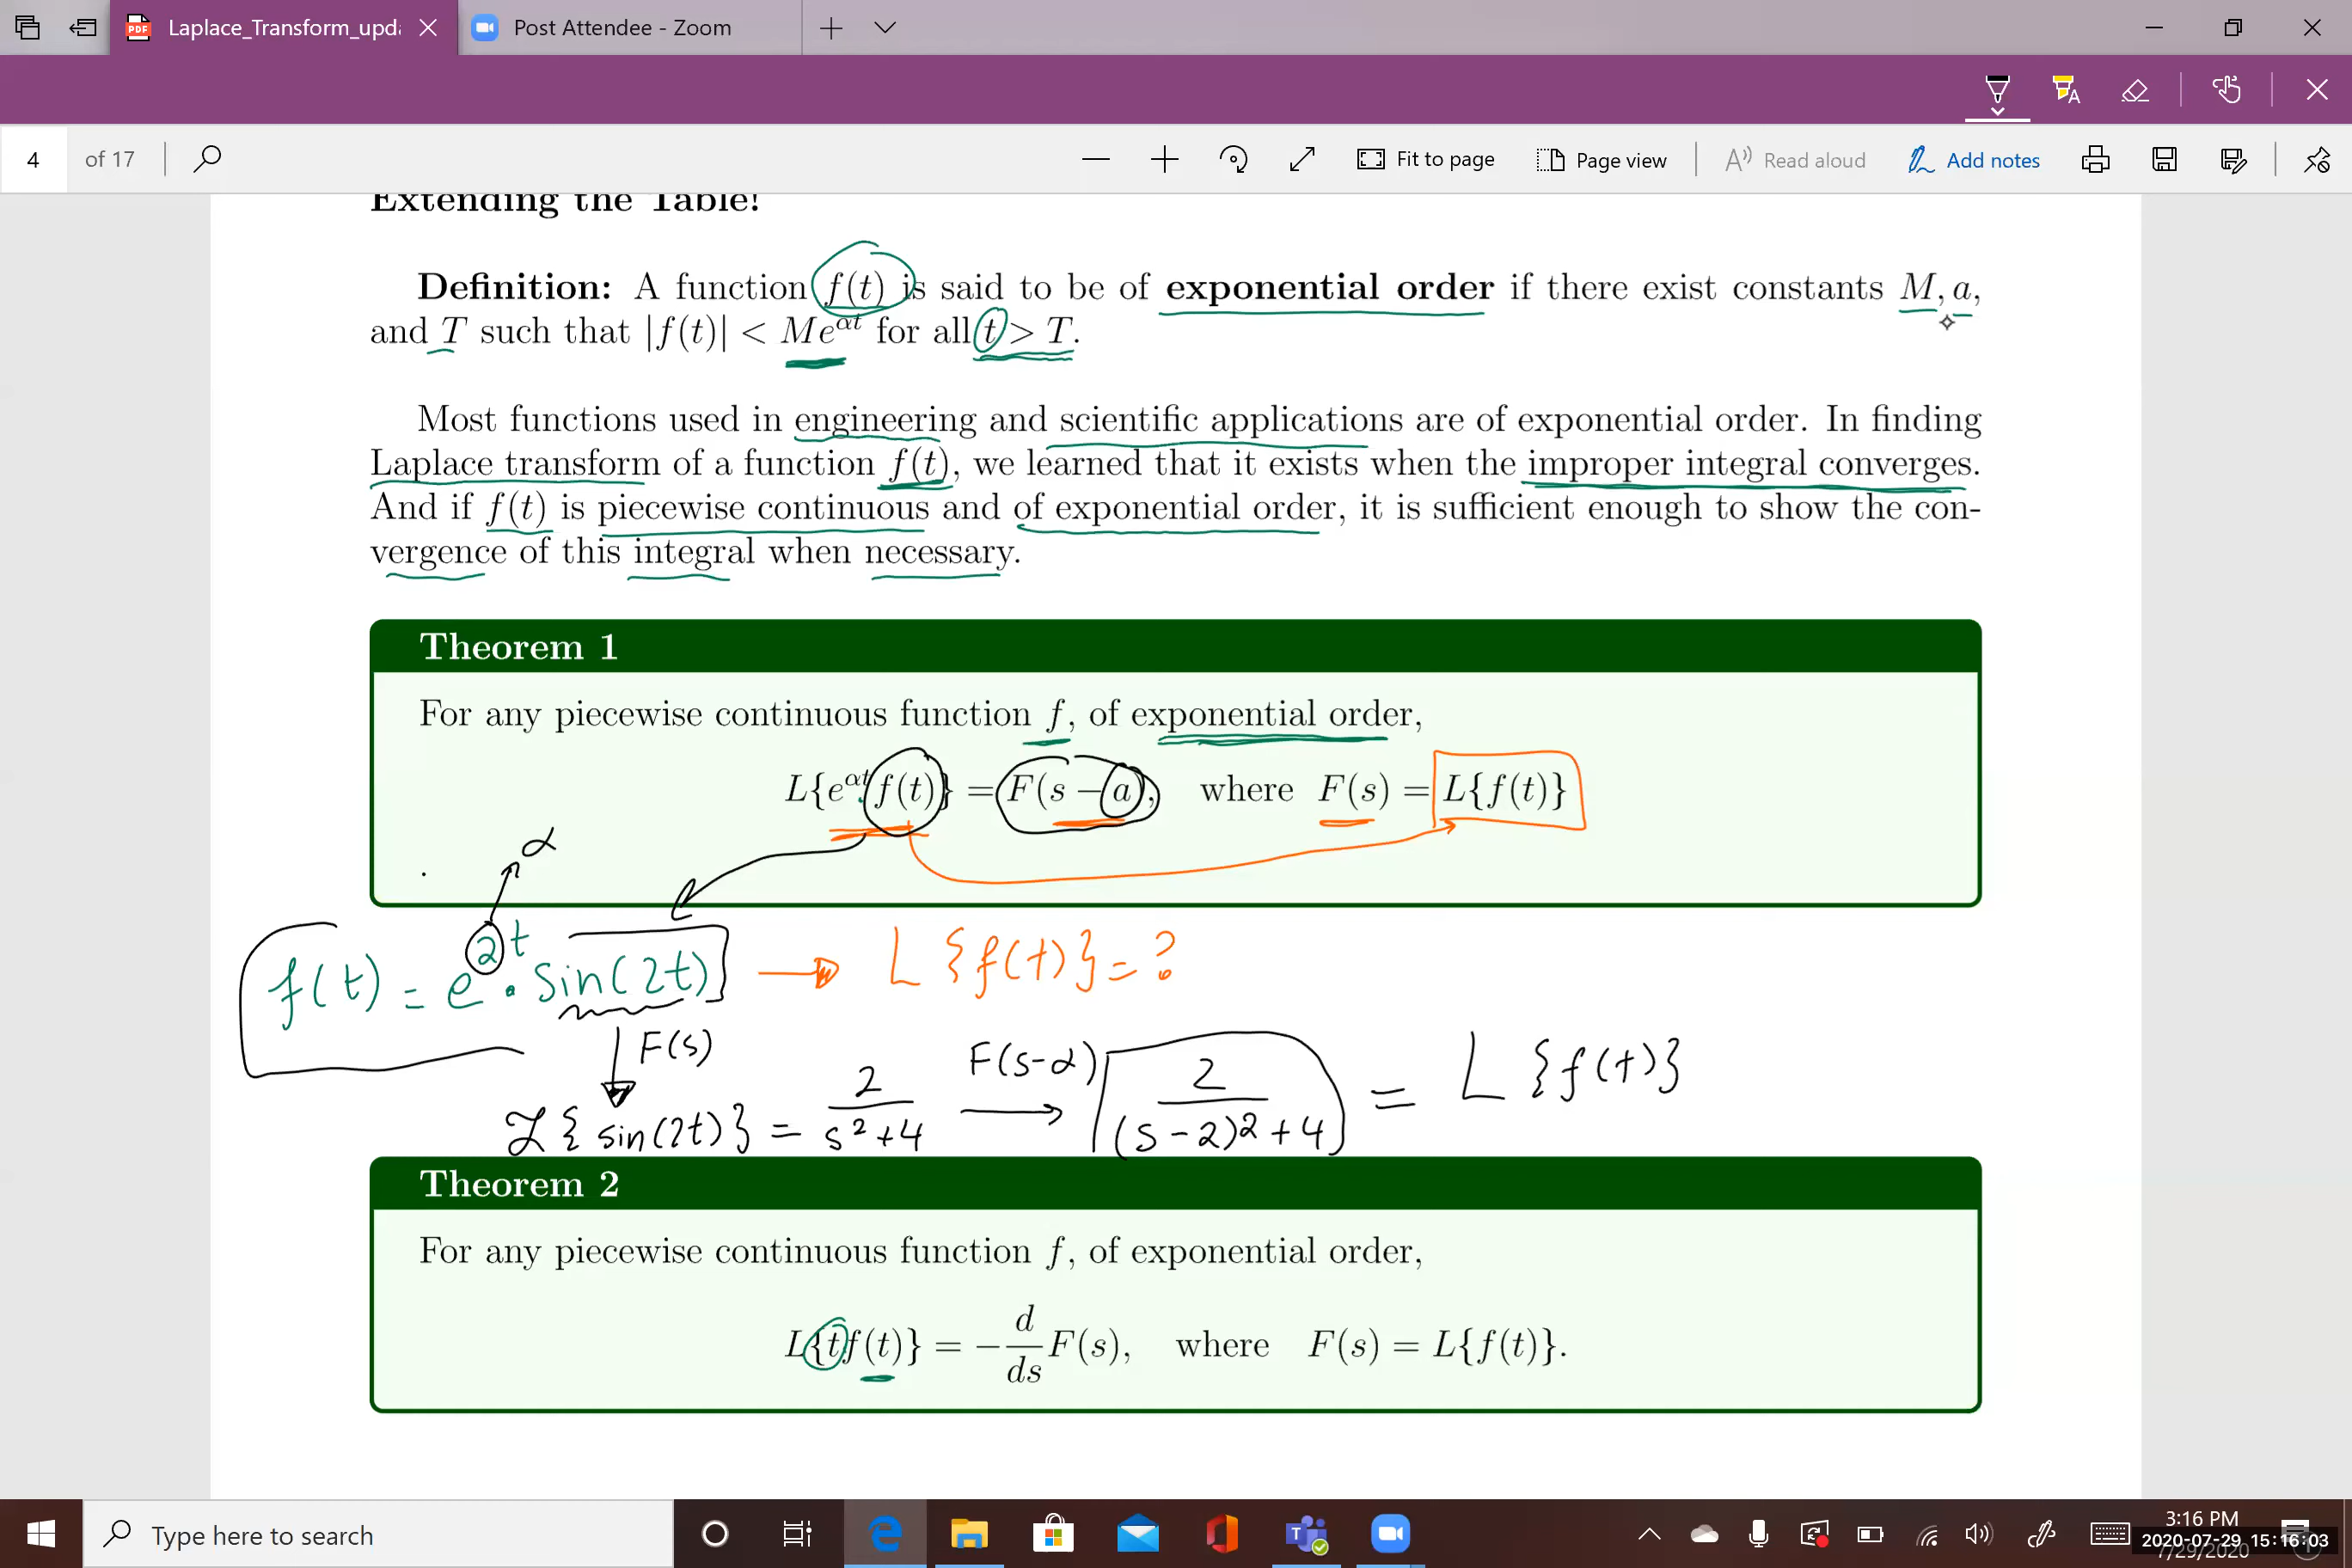 Laplace_Transform_upd
Post Attendee - Zoom
4 of 17
Fit to page
Page view
Read aloud
Add notes
Extending the Table!
Definition: A function f(t) is said to be of exponential order if there exist constants M, a,
and T such that |f(t)| < Me^{αt} for all t > T.
Most functions used in engineering and scientific applications are of exponential order. In finding
Laplace transform of a function f(t), we learned that it exists when the improper integral converges.
And if f(t) is piecewise continuous and of exponential order, it is sufficient enough to show the con-
vergence of this integral when necessary.
Theorem 1
For any piecewise continuous function f, of exponential order,
L{e^{αt}f(t)} = F(s − a), where F(s) = L{f(t)}
.
α
f(t) = e^{2t} · sin(2t) → L{f(t)} = ?
F(s)
ℒ{sin(2t)} = 2/(s²+4) F(s-α) → 2/((s-2)²+4) = L{f(t)}
Theorem 2
For any piecewise continuous function f, of exponential order,
L{tf(t)} = −d/ds F(s), where F(s) = L{f(t)}.
Type here to search
3:16 PM
2020-07-29 15:16:03
7/29/2020